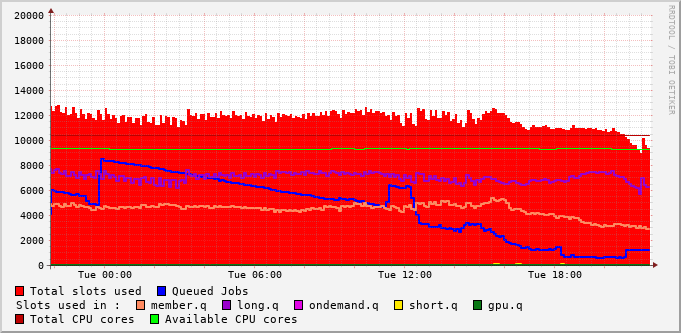 20000
18000
16000
14000
12000
10000
8000
6000
4000
2000
0
Tue 00:00 Tue 06:00 Tue 12:00 Tue 18:00
Total slots used Queued Jobs
Slots used in : member.q long.q ondemand.q short.q gpu.q
Total CPU cores Available CPU cores
RRDTOOL / TOBI OETIKER